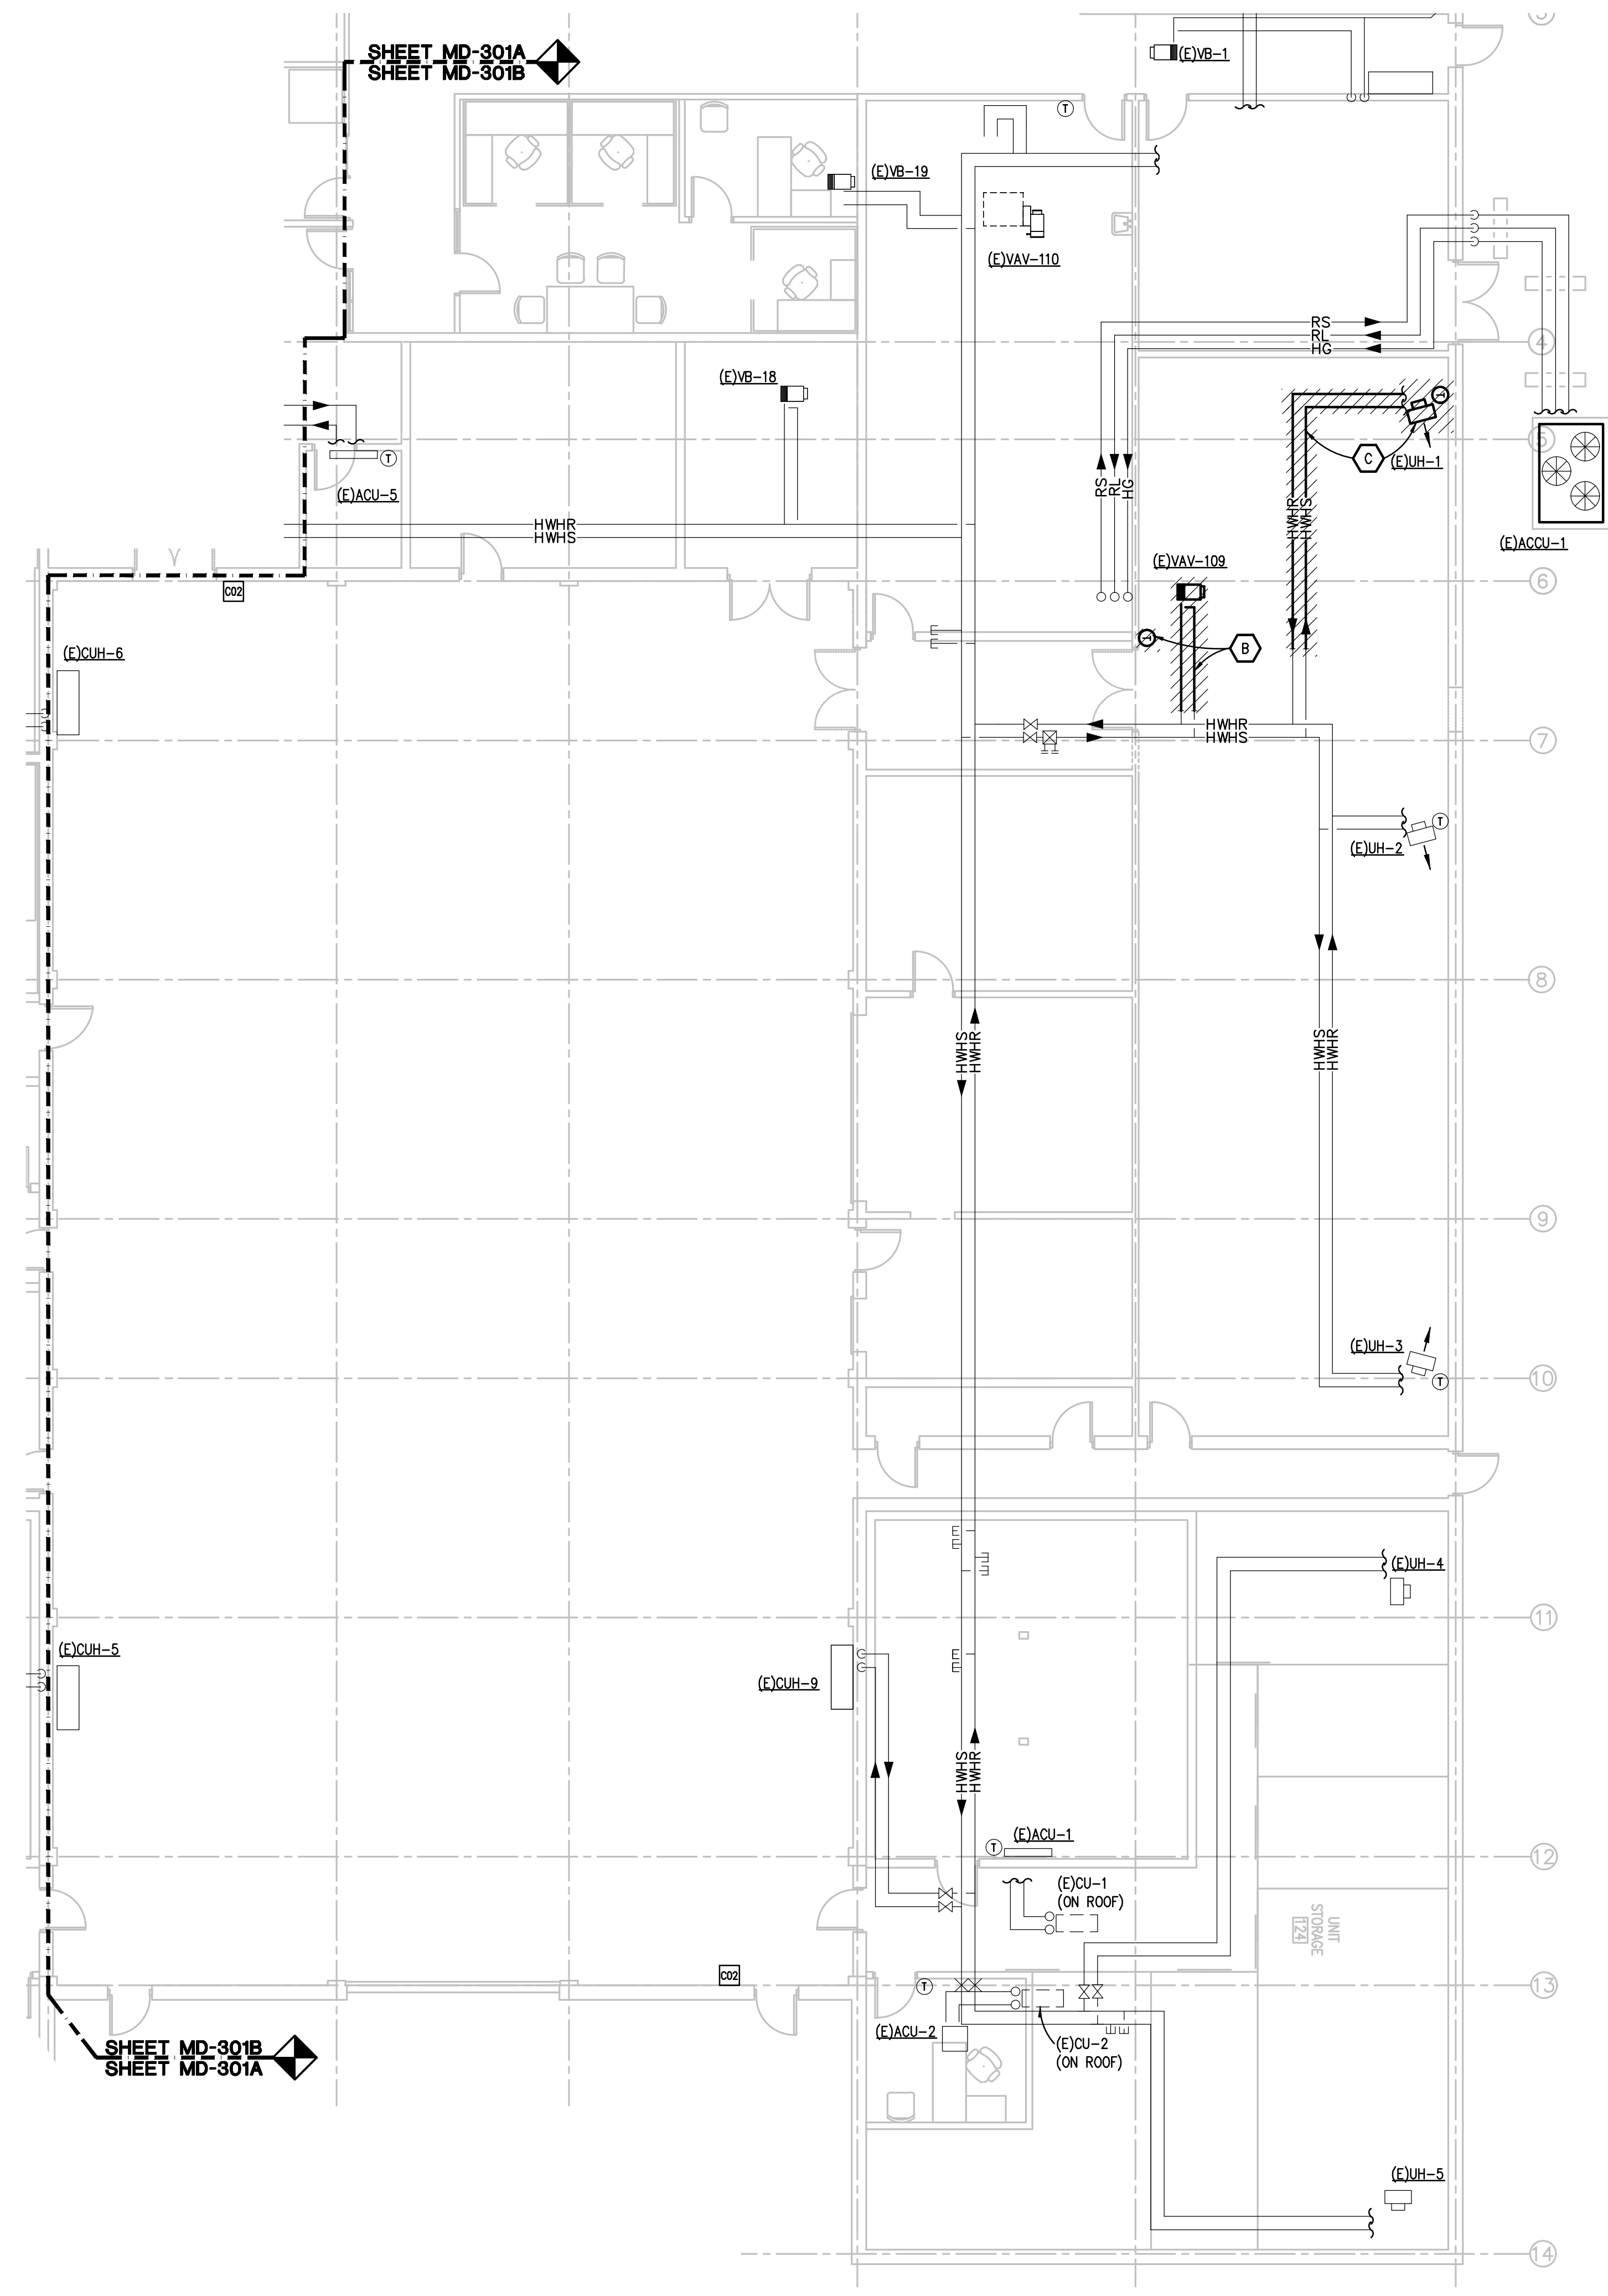 3
SHEET MD-301A
SHEET MD-301B
(E)VB-1
T
(E)VB-19
(E)VAV-110
RS
RL
HG
4
(E)VB-18
T
(E)ACU-5
T
C
(E)UH-1
5
RS
RL
HG
HWHR
HWHS
HWHR
HWHS
(E)ACCU-1
(E)VAV-109
6
CO2
T
B
(E)CUH-6
HWHR
HWHS
7
T
(E)UH-2
8
HWHS
HWHR
HWHS
HWHR
9
(E)UH-3
T
10
(E)UH-4
11
(E)CUH-5
(E)CUH-9
HWHS
HWHR
(E)ACU-1
T
12
(E)CU-1
(ON ROOF)
UNIT
STORAGE
124
CO2
T
13
(E)ACU-2
(E)CU-2
(ON ROOF)
SHEET MD-301B
SHEET MD-301A
(E)UH-5
14